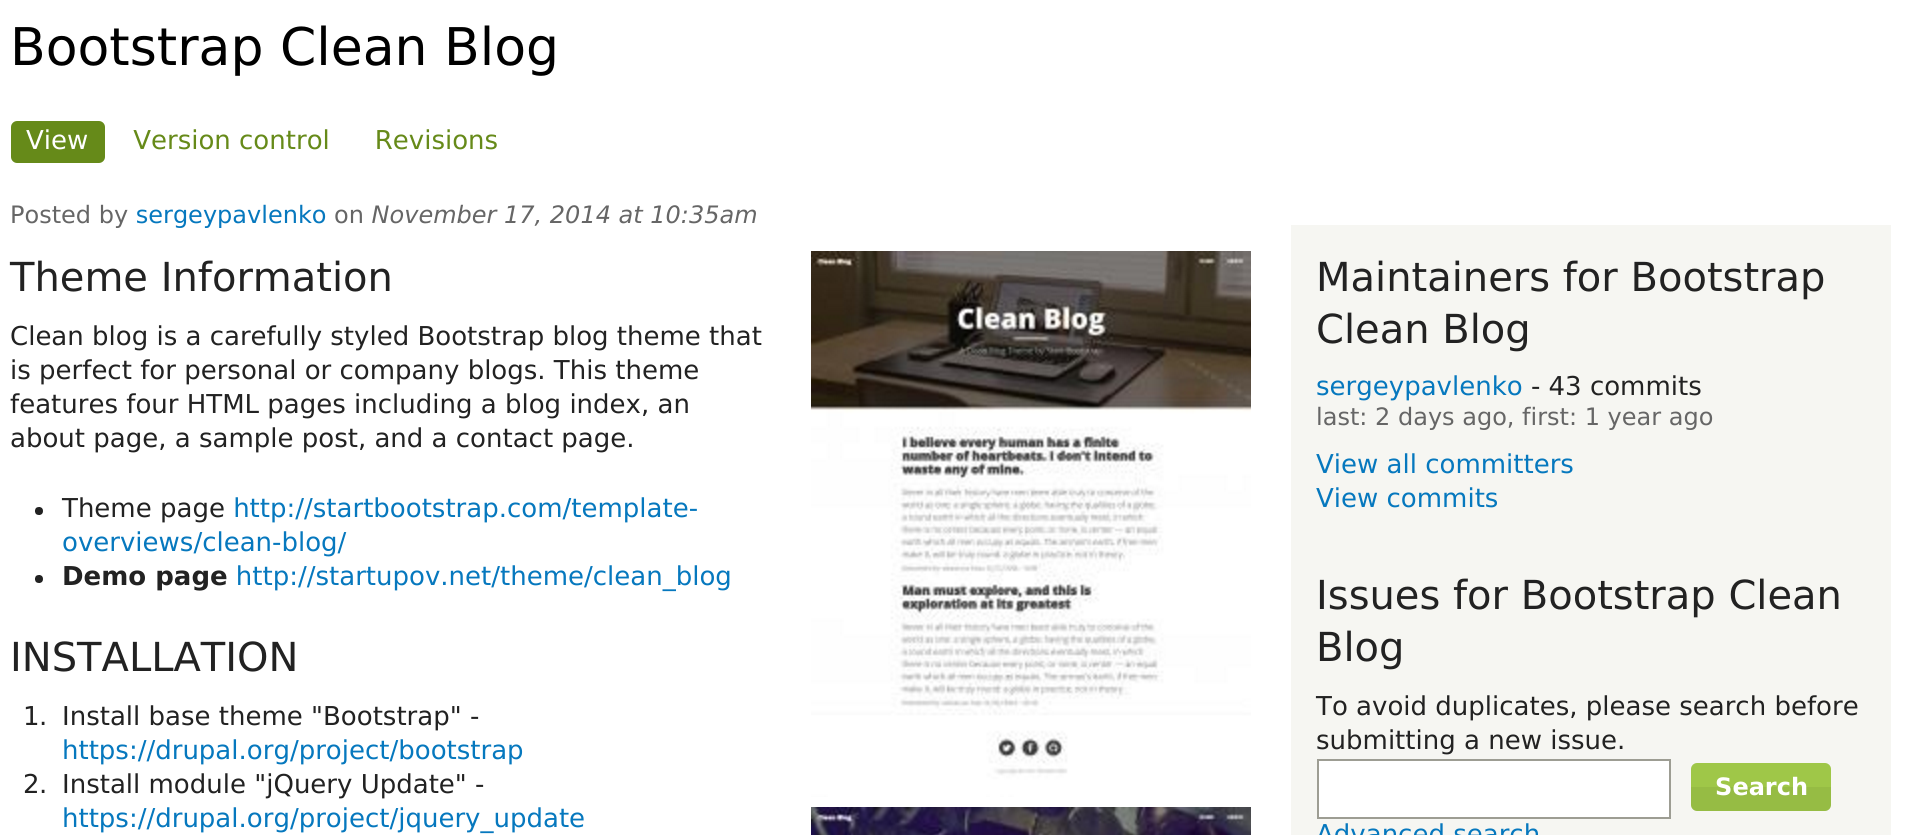 Bootstrap Clean Blog
View Version control Revisions
Posted by sergeypavlenko on November 17, 2014 at 10:35am
Theme Information
Clean blog is a carefully styled Bootstrap blog theme that
is perfect for personal or company blogs. This theme
features four HTML pages including a blog index, an
about page, a sample post, and a contact page.
• Theme page http://startbootstrap.com/template-
overviews/clean-blog/
• Demo page http://startupov.net/theme/clean_blog
INSTALLATION
1. Install base theme "Bootstrap" -
https://drupal.org/project/bootstrap
2. Install module "jQuery Update" -
https://drupal.org/project/jquery_update
Clean Blog
Clean Blog
I believe every human has a finite
number of heartbeats. I don't intend to
waste any of mine.
Man must explore, and this is
exploration at its greatest
Clean Blog
Maintainers for Bootstrap
Clean Blog
sergeypavlenko - 43 commits
last: 2 days ago, first: 1 year ago
View all committers
View commits
Issues for Bootstrap Clean
Blog
To avoid duplicates, please search before
submitting a new issue.
Search
Advanced search